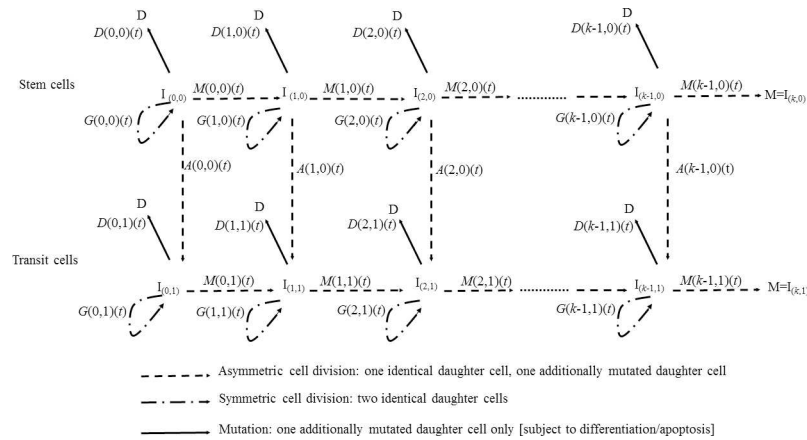 D D D D
D(0,0)(t) D(1,0)(t) D(2,0)(t) D(k-1,0)(t)
Stem cells
I(0,0) M(0,0)(t) I(1,0) M(1,0)(t) I(2,0) M(2,0)(t) I(k-1,0) M(k-1,0)(t) M=I(k,0)
G(0,0)(t) G(1,0)(t) G(2,0)(t) G(k-1,0)(t)
A(0,0)(t) A(1,0)(t) A(2,0)(t) A(k-1,0)(t)
D D D D
D(0,1)(t) D(1,1)(t) D(2,1)(t) D(k-1,1)(t)
Transit cells
I(0,1) M(0,1)(t) I(1,1) M(1,1)(t) I(2,1) M(2,1)(t) I(k-1,1) M(k-1,1)(t) M=I(k,1)
G(0,1)(t) G(1,1)(t) G(2,1)(t) G(k-1,1)(t)
Asymmetric cell division: one identical daughter cell, one additionally mutated daughter cell
Symmetric cell division: two identical daughter cells
Mutation: one additionally mutated daughter cell only [subject to differentiation/apoptosis]